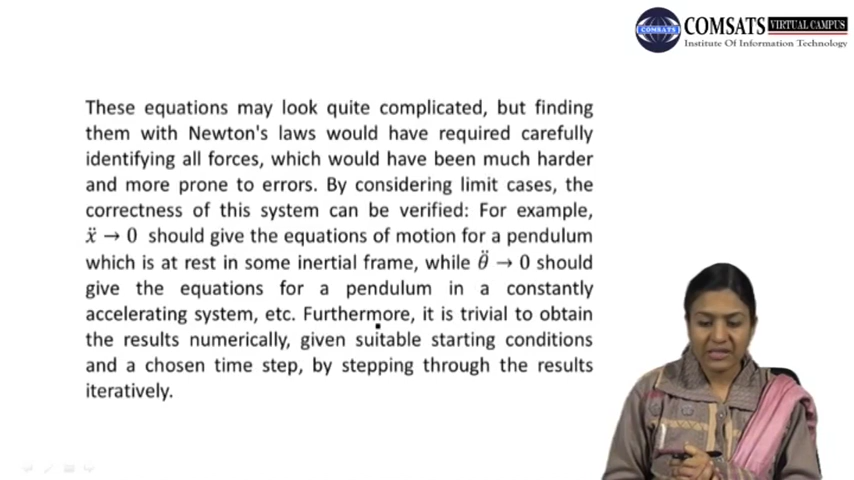 COMSATS VIRTUAL CAMPUS
COMSATS
Institute Of Information Technology
These equations may look quite complicated, but finding
them with Newton's laws would have required carefully
identifying all forces, which would have been much harder
and more prone to errors. By considering limit cases, the
correctness of this system can be verified: For example,
ẍ → 0 should give the equations of motion for a pendulum
which is at rest in some inertial frame, while θ̈ → 0 should
give the equations for a pendulum in a constantly
accelerating system, etc. Furthermore, it is trivial to obtain
the results numerically, given suitable starting conditions
and a chosen time step, by stepping through the results
iteratively.